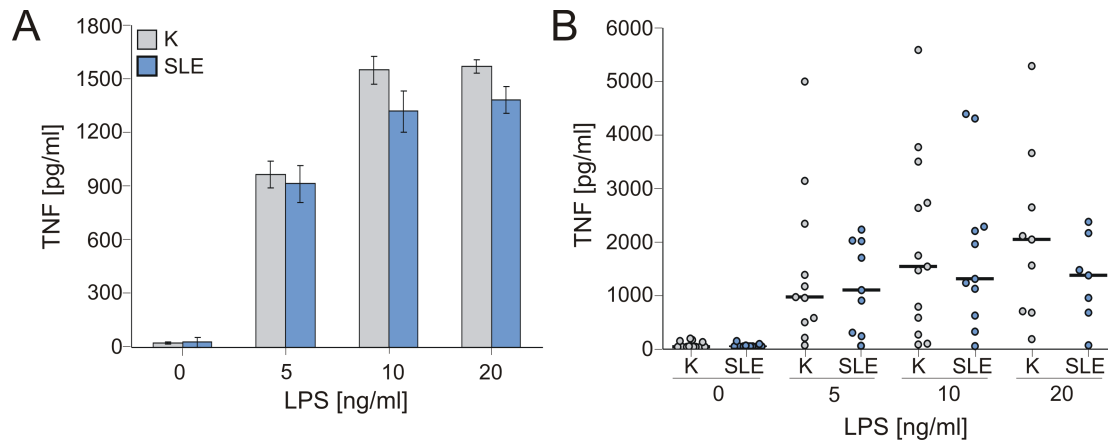 A
1800
1500
1200
900
600
300
0
TNF [pg/ml]
K
SLE
0 5 10 20
LPS [ng/ml]
B
6000
5000
4000
3000
2000
1000
0
TNF [pg/ml]
K SLE K SLE K SLE K SLE
0 5 10 20
LPS [ng/ml]